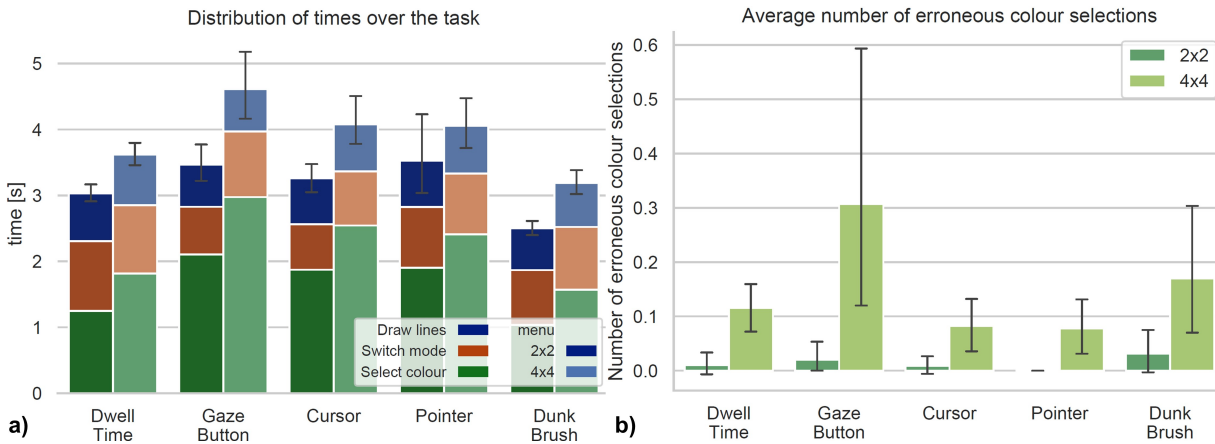 Distribution of times over the task
5
4
3
2
1
0
time [s]
Draw lines
Switch mode
Select colour
menu
2x2
4x4
Dwell
Time
Gaze
Button
Cursor
Pointer
Dunk
Brush
a)
Average number of erroneous colour selections
0.6
0.5
0.4
0.3
0.2
0.1
0.0
Number of erroneous colour selections
2x2
4x4
Dwell
Time
Gaze
Button
Cursor
Pointer
Dunk
Brush
b)